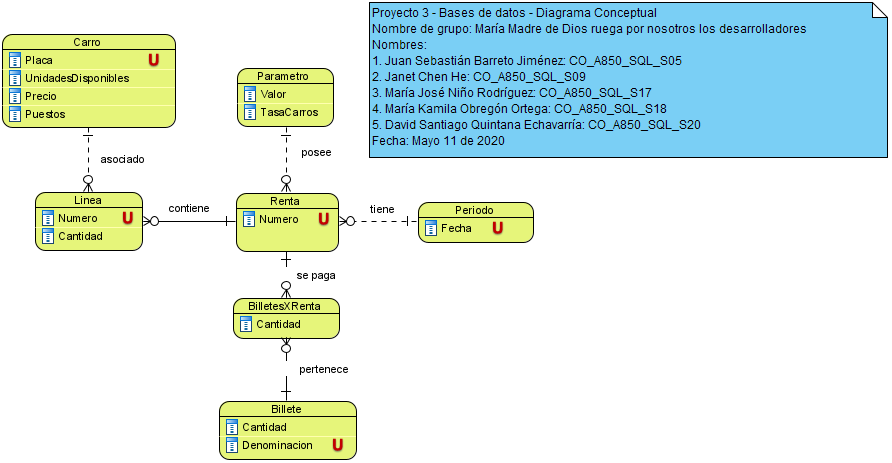 Proyecto 3 - Bases de datos - Diagrama Conceptual
Nombre de grupo: María Madre de Dios ruega por nosotros los desarrolladores
Nombres:
1. Juan Sebastián Barreto Jiménez: CO_A850_SQL_S05
2. Janet Chen He: CO_A850_SQL_S09
3. María José Niño Rodríguez: CO_A850_SQL_S17
4. María Kamila Obregón Ortega: CO_A850_SQL_S18
5. David Santiago Quintana Echavarría: CO_A850_SQL_S20
Fecha: Mayo 11 de 2020
Carro
Placa U
UnidadesDisponibles
Precio
Puestos
Parametro
Valor
TasaCarros
asociado
posee
Linea
Numero U
Cantidad
contiene
Renta
Numero U
tiene
Periodo
Fecha U
se paga
BilletesXRenta
Cantidad
pertenece
Billete
Cantidad
Denominacion U